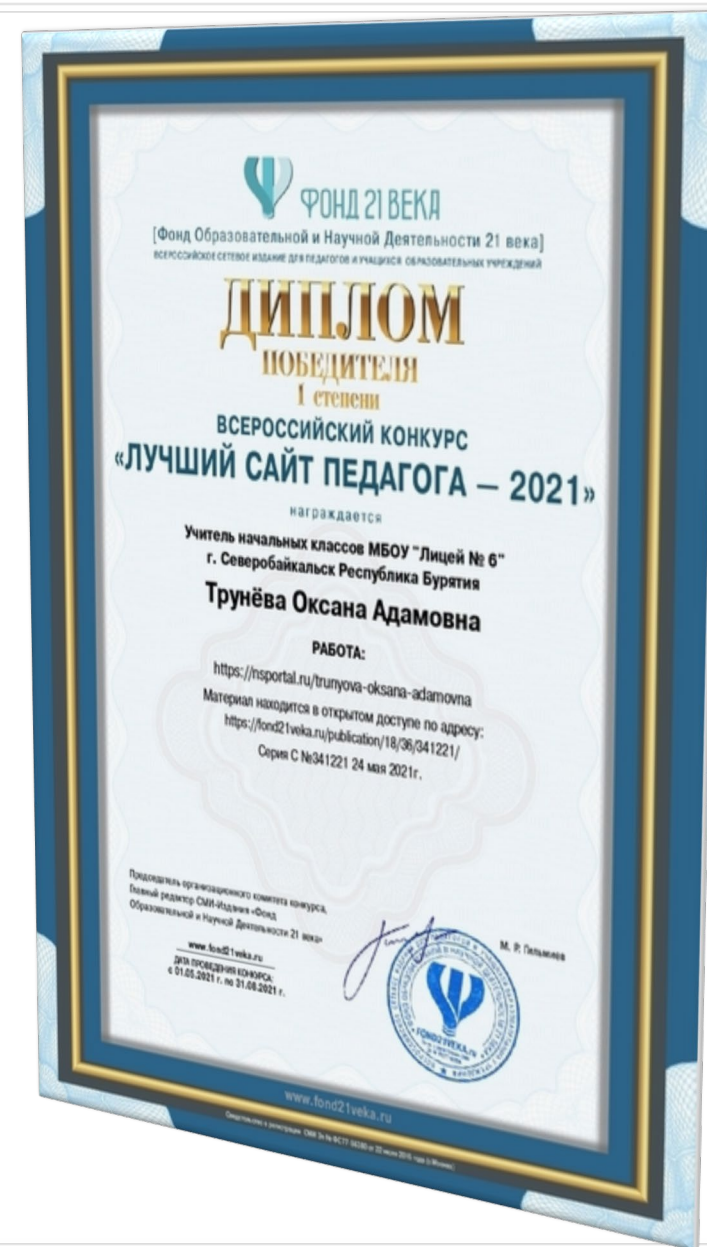 ФОНД 21 ВЕКА
[Фонд Образовательной и Научной Деятельности 21 века]
ВСЕРОССИЙСКОЕ СЕТЕВОЕ ИЗДАНИЕ ДЛЯ ПЕДАГОГОВ И УЧАЩИХСЯ ОБРАЗОВАТЕЛЬНЫХ УЧРЕЖДЕНИЙ
ДИПЛОМ
ПОБЕДИТЕЛЯ
1 степени
ВСЕРОССИЙСКИЙ КОНКУРС
«ЛУЧШИЙ САЙТ ПЕДАГОГА – 2021»
награждается
Учитель начальных классов МБОУ "Лицей № 6"
г. Северобайкальск Республика Бурятия
Трунёва Оксана Адамовна
РАБОТА:
https://nsportal.ru/trunyova-oksana-adamovna
Материал находится в открытом доступе по адресу:
https://fond21veka.ru/publication/18/36/341221/
Серия С №341221 24 мая 2021г.
Председатель организационного комитета конкурса,
Главный редактор СМИ-Издания «Фонд
Образовательной и Научной Деятельности 21 века»
М. Р. Гильмиев
www.fond21veka.ru
ДАТА ПРОВЕДЕНИЯ КОНКУРСА:
с 01.05.2021 г. по 31.08.2021 г.
FOND21VEKA.ru
www.fond21veka.ru